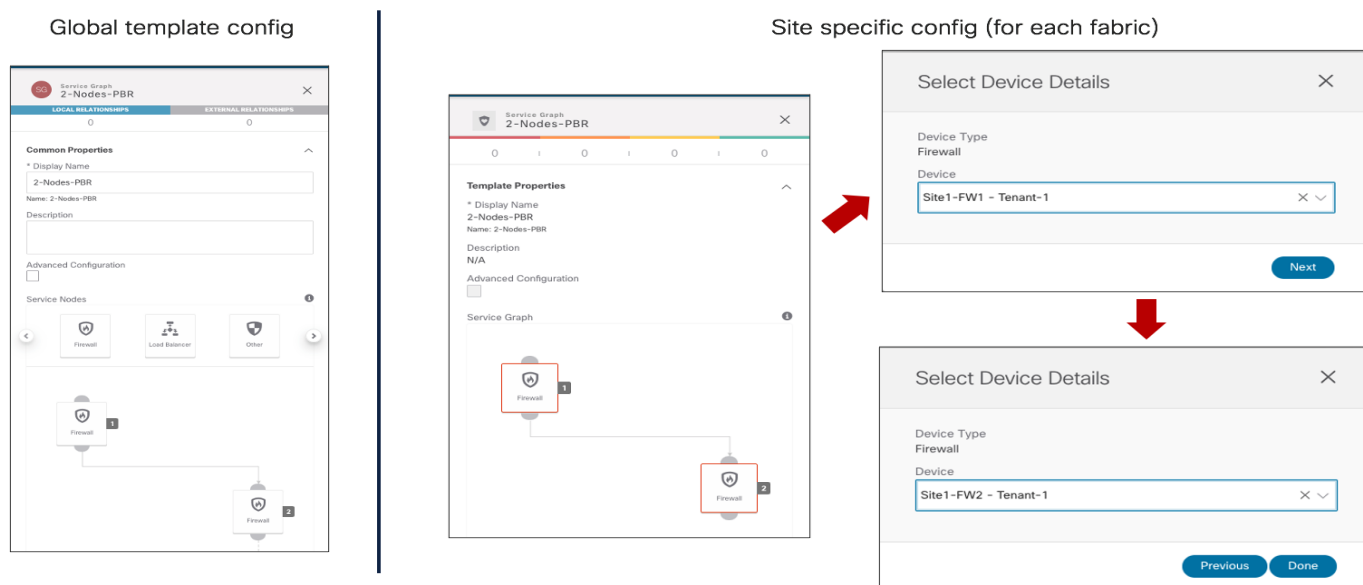 Global template config
Site specific config (for each fabric)
SG
Service Graph
2-Nodes-PBR
LOCAL RELATIONSHIPS
EXTERNAL RELATIONSHIPS
0
0
Common Properties
* Display Name
2-Nodes-PBR
Name: 2-Nodes-PBR
Description
Advanced Configuration
Service Nodes
Firewall
Load Balancer
Other
Firewall
1
Firewall
2
Service Graph
2-Nodes-PBR
0
0
0
0
Template Properties
* Display Name
2-Nodes-PBR
Name: 2-Nodes-PBR
Description
N/A
Advanced Configuration
Service Graph
Firewall
1
Firewall
2
Select Device Details
Device Type
Firewall
Device
Site1-FW1 - Tenant-1
Next
Select Device Details
Device Type
Firewall
Device
Site1-FW2 - Tenant-1
Previous
Done